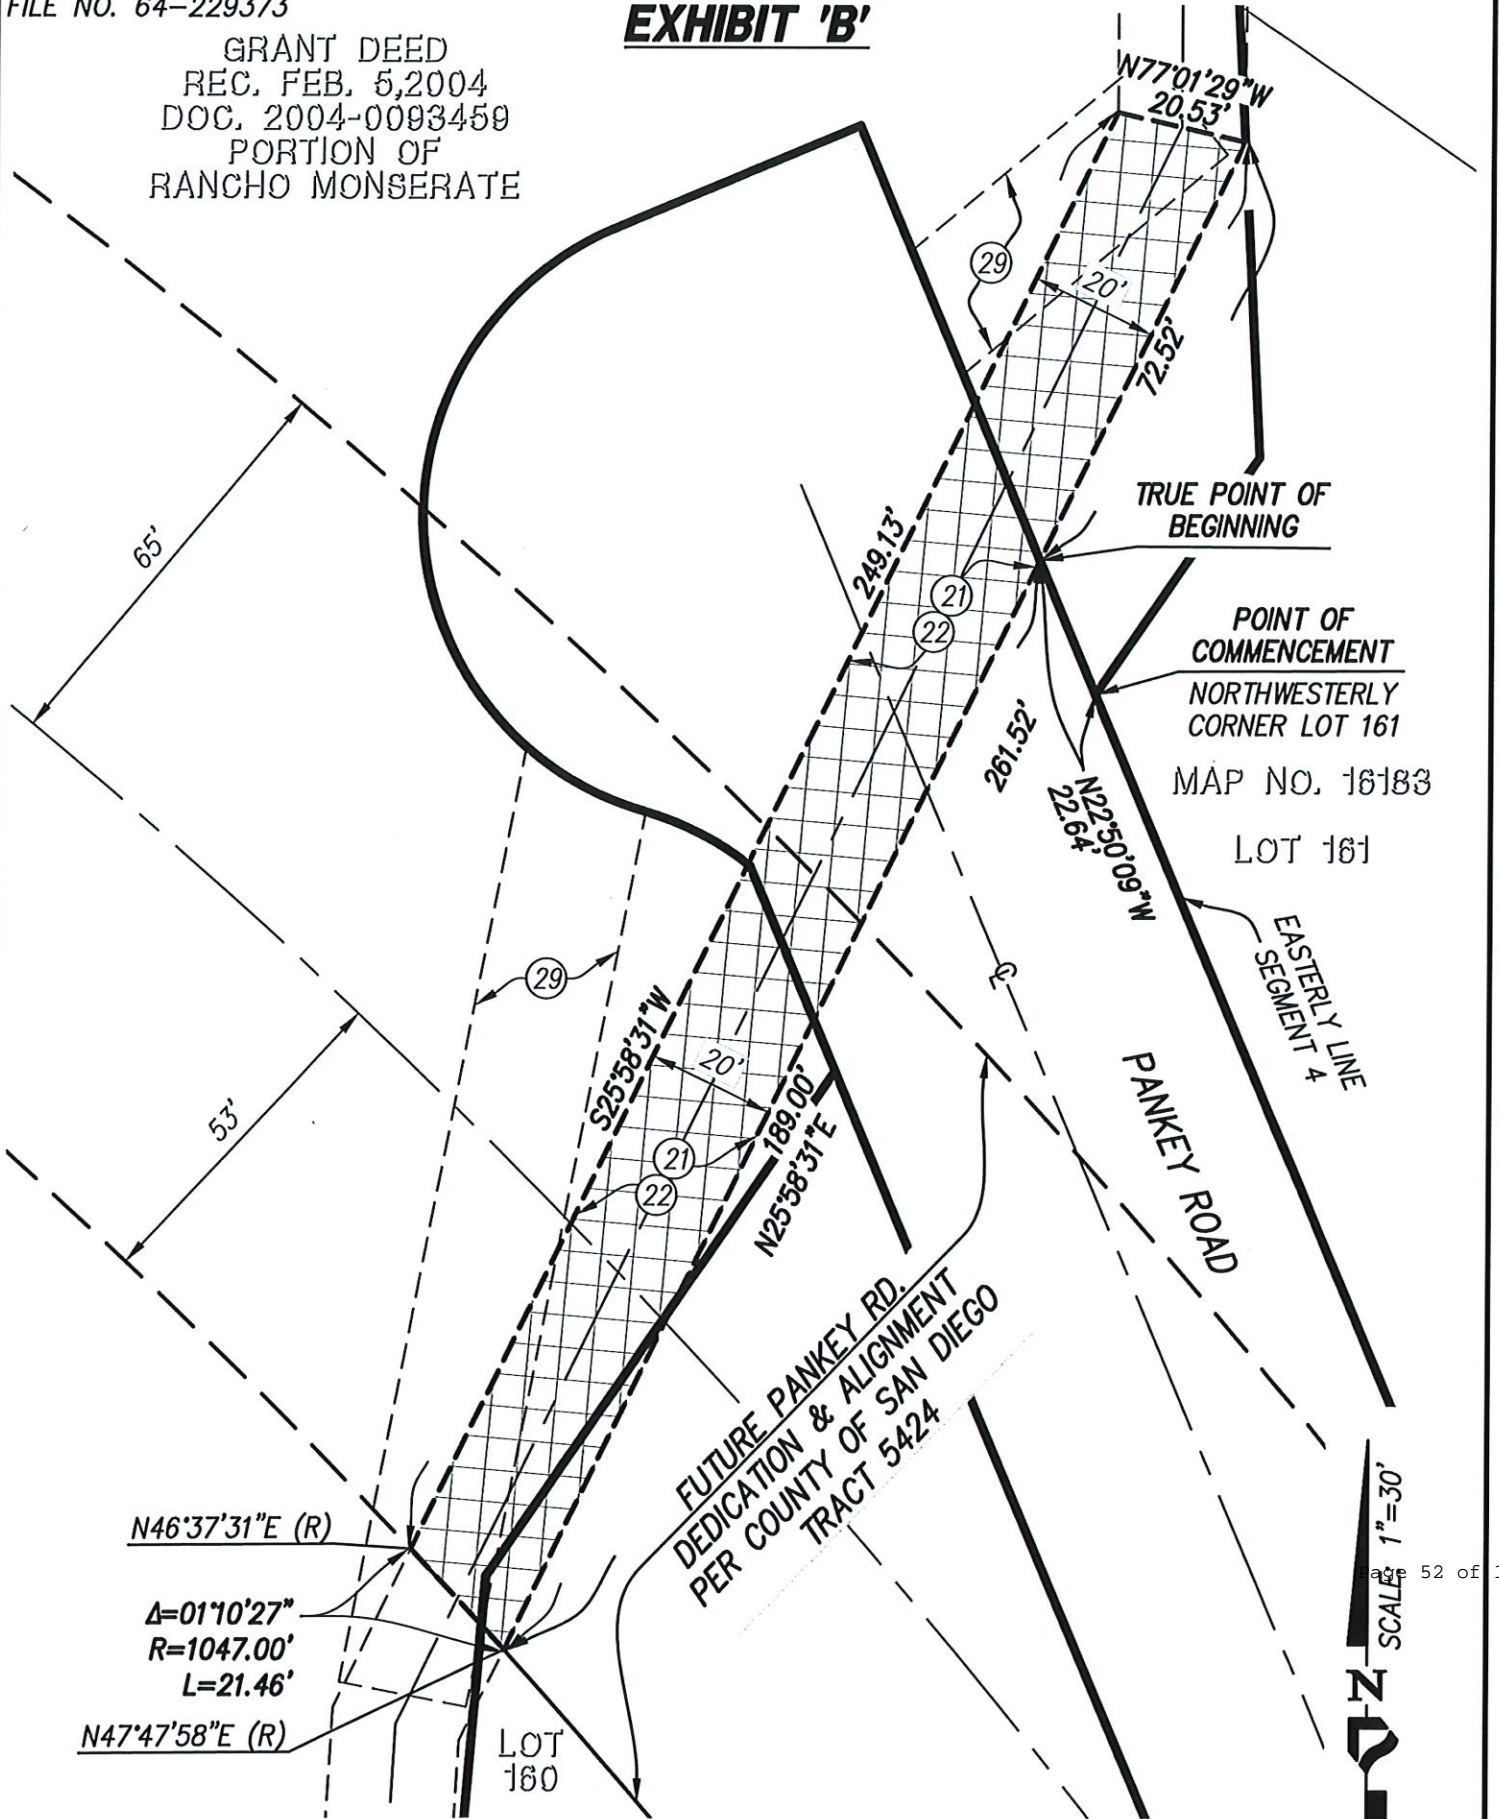 FILE NO. 64-229373
EXHIBIT 'B'
GRANT DEED
REC. FEB. 5,2004
DOC. 2004-0093459
PORTION OF
RANCHO MONSERATE
N77°01'29"W
20.53'
29
20'
72.52'
65'
TRUE POINT OF
BEGINNING
249.13'
21
22
POINT OF
COMMENCEMENT
NORTHWESTERLY
CORNER LOT 161
MAP NO. 16183
LOT 161
261.52'
N22°50'09"W
22.64'
EASTERLY LINE
SEGMENT 4
29
℄
S25°58'31"W
20'
189.00'
N25°58'31"E
PANKEY ROAD
53'
21
22
FUTURE PANKEY RD.
DEDICATION & ALIGNMENT
PER COUNTY OF SAN DIEGO
TRACT 5424
N46°37'31"E (R)
Δ=01°10'27"
R=1047.00'
L=21.46'
N47°47'58"E (R)
LOT
160
SCALE: 1"=30'
Page 52 of 1
N